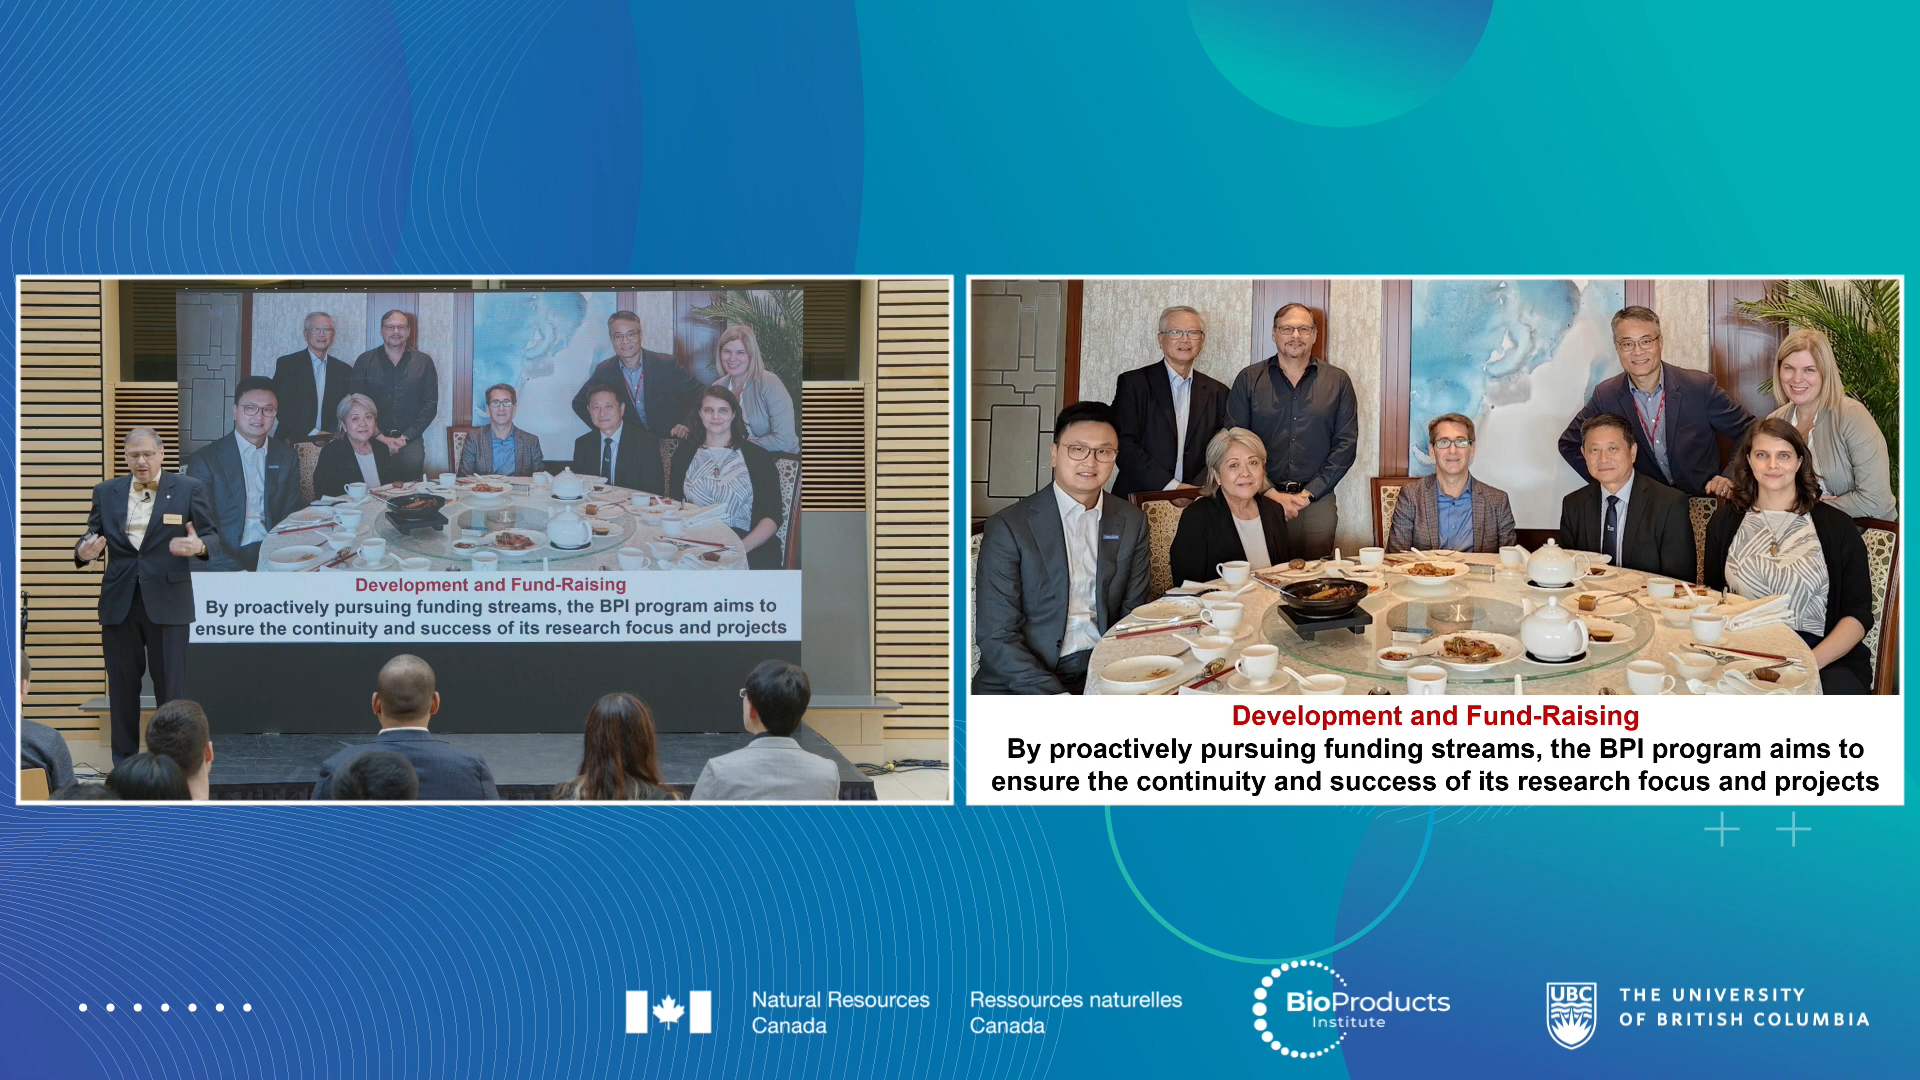 Development and Fund-Raising
By proactively pursuing funding streams, the BPI program aims to
ensure the continuity and success of its research focus and projects
Development and Fund-Raising
By proactively pursuing funding streams, the BPI program aims to
ensure the continuity and success of its research focus and projects
Natural Resources
Canada
Ressources naturelles
Canada
BioProducts
Institute
UBC
THE UNIVERSITY
OF BRITISH COLUMBIA